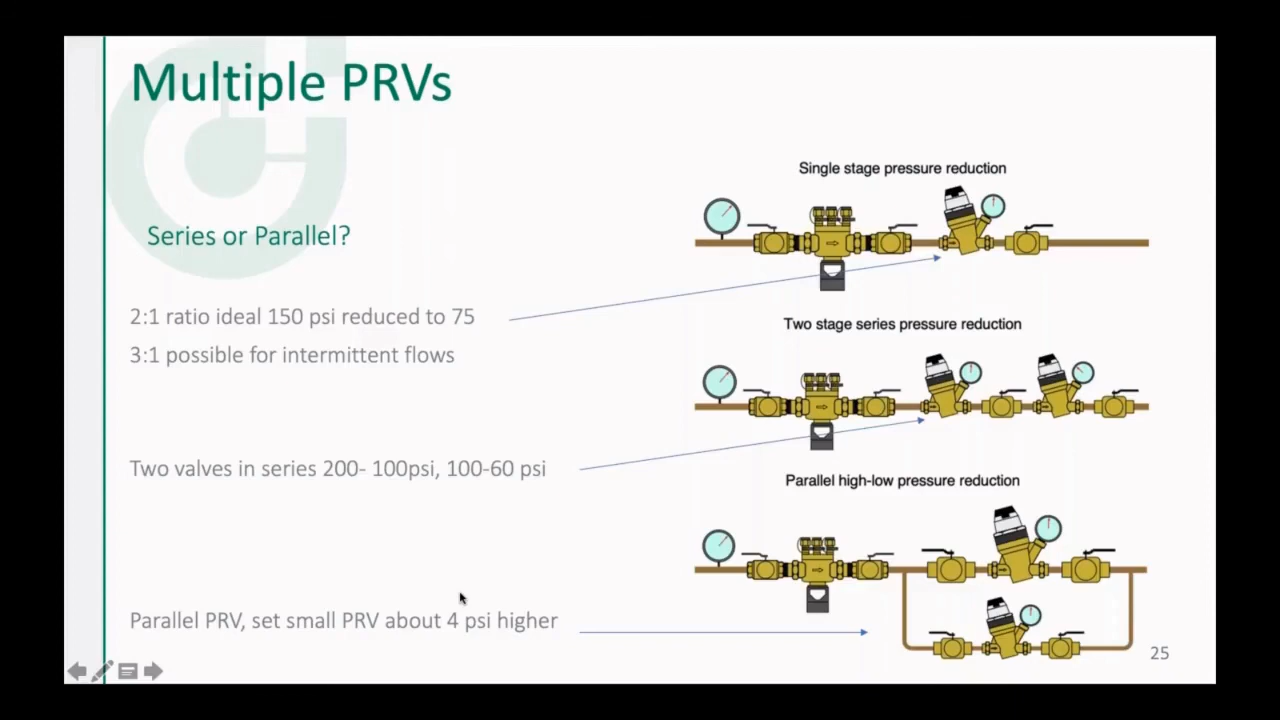 Multiple PRVs
Series or Parallel?
2:1 ratio ideal 150 psi reduced to 75
3:1 possible for intermittent flows
Two valves in series 200- 100psi, 100-60 psi
Parallel PRV, set small PRV about 4 psi higher
Single stage pressure reduction
Two stage series pressure reduction
Parallel high-low pressure reduction
25